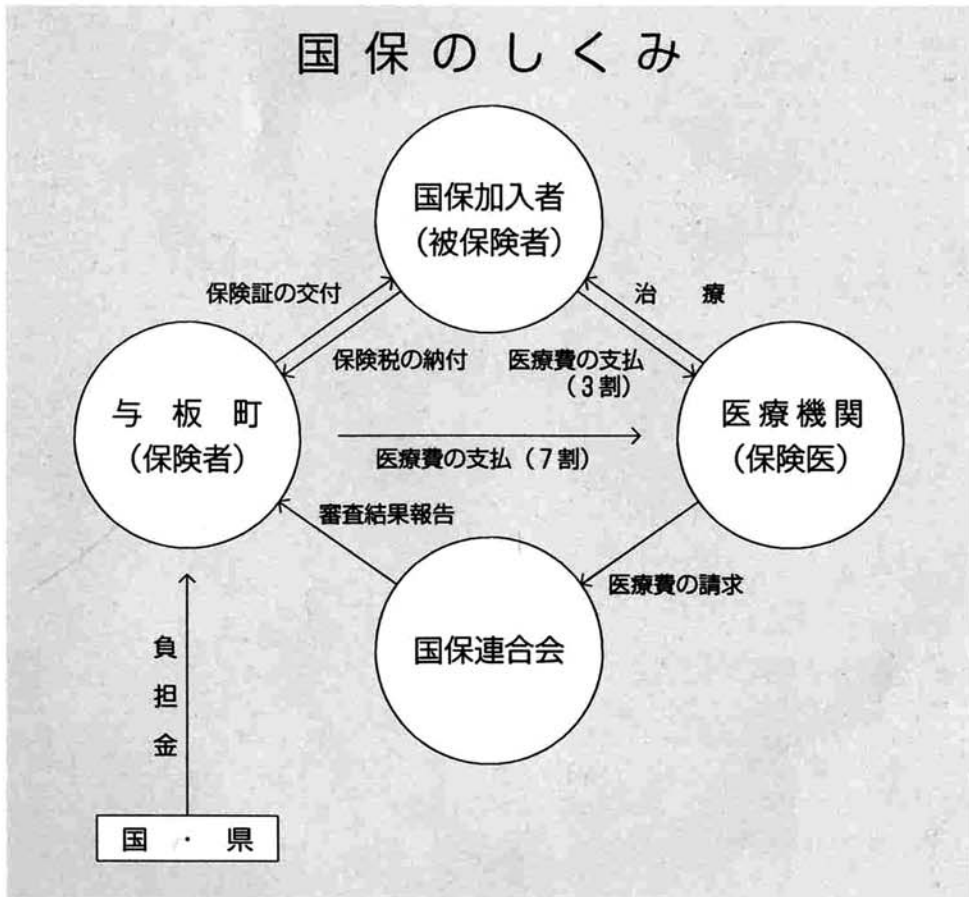 国保のしくみ
国保加入者
(被保険者)
保険証の交付
治療
保険税の納付
医療費の支払
(3割)
与板町
(保険者)
医療機関
(保険医)
医療費の支払(7割)
審査結果報告
医療費の請求
国保連合会
負担金
国・県